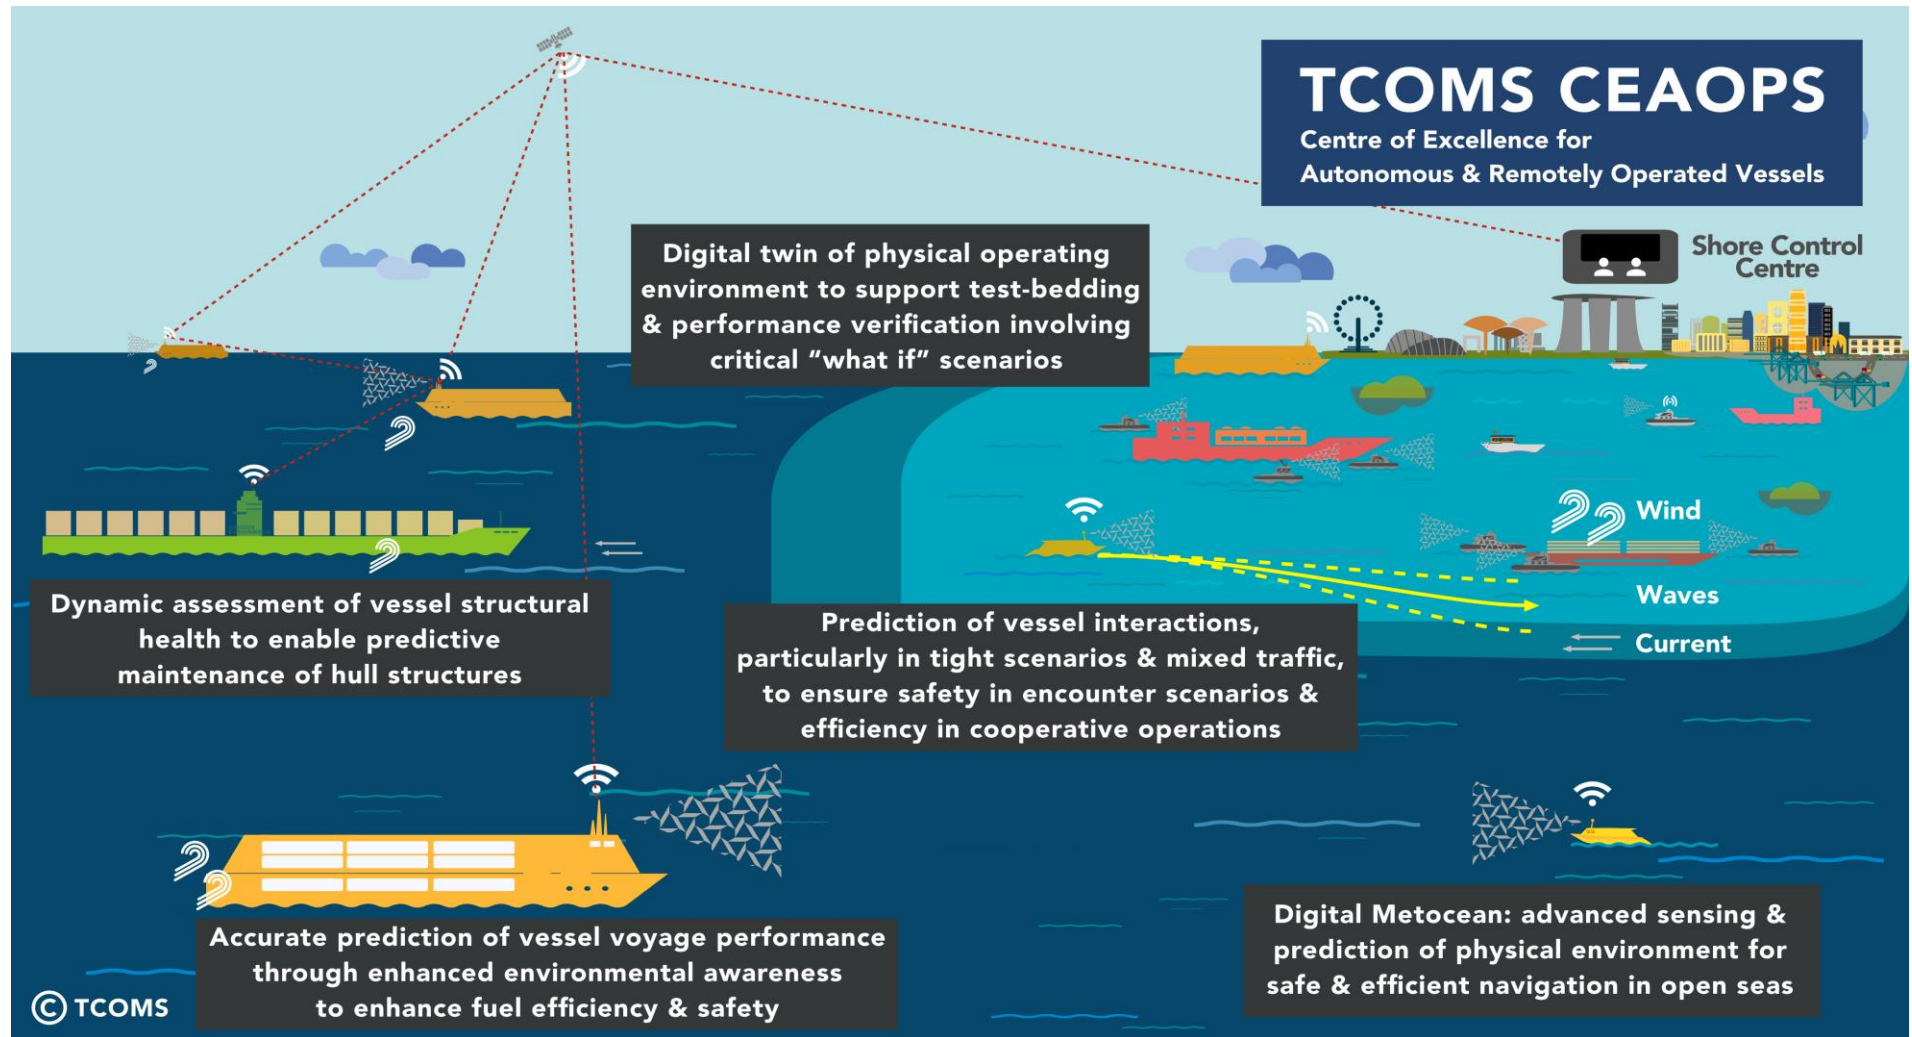 TCOMS CEAOPS
Centre of Excellence for
Autonomous & Remotely Operated Vessels
Shore Control
Centre
Digital twin of physical operating
environment to support test-bedding
& performance verification involving
critical “what if” scenarios
Wind
Waves
Current
Dynamic assessment of vessel structural
health to enable predictive
maintenance of hull structures
Prediction of vessel interactions,
particularly in tight scenarios & mixed traffic,
to ensure safety in encounter scenarios &
efficiency in cooperative operations
Accurate prediction of vessel voyage performance
through enhanced environmental awareness
to enhance fuel efficiency & safety
Digital Metocean: advanced sensing &
prediction of physical environment for
safe & efficient navigation in open seas
© TCOMS